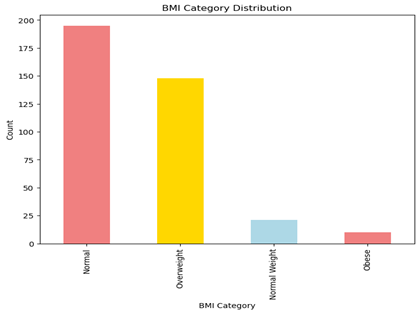 BMI Category Distribution
Count
200
175
150
125
100
75
50
25
0
Normal
Overweight
Normal Weight
Obese
BMI Category